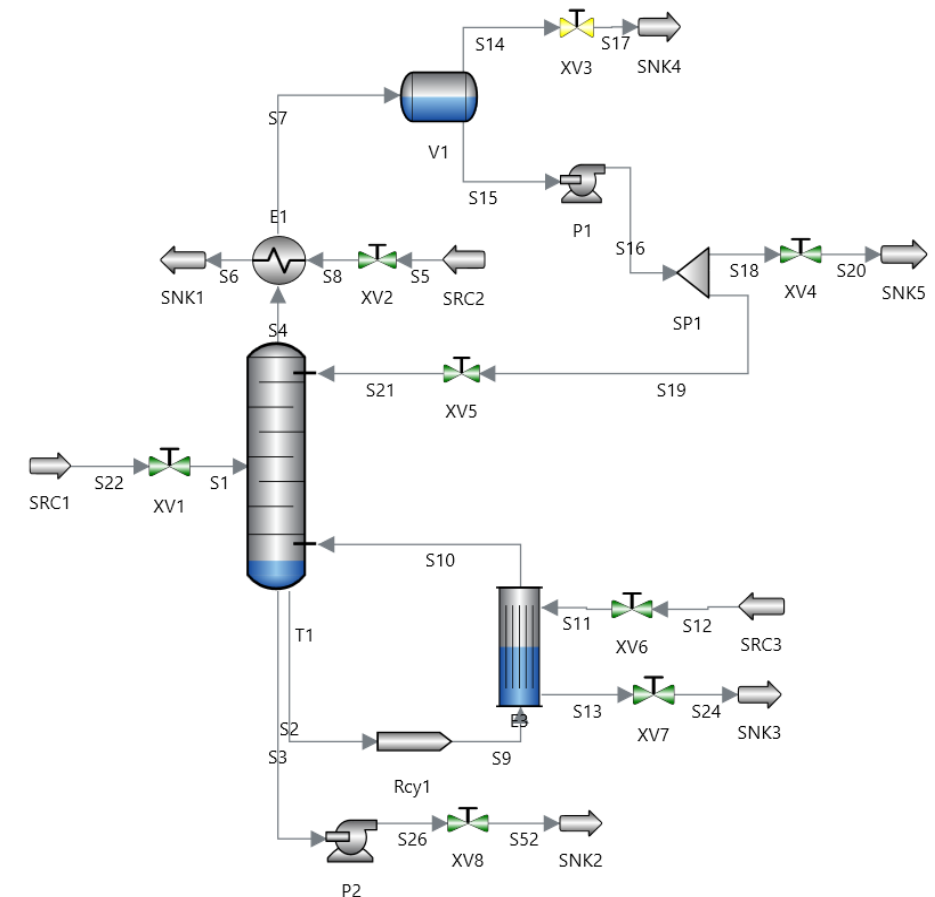 S14
S17
XV3
SNK4
S7
V1
S15
P1
E1
S16
S6
S8
S5
S18
S20
SNK1
XV2
SRC2
XV4
SNK5
SP1
S4
S21
S19
XV5
S22
S1
SRC1
XV1
S10
S11
S12
XV6
SRC3
T1
S13
S24
S2
E3
XV7
SNK3
S3
S9
Rcy1
S26
S52
XV8
SNK2
P2